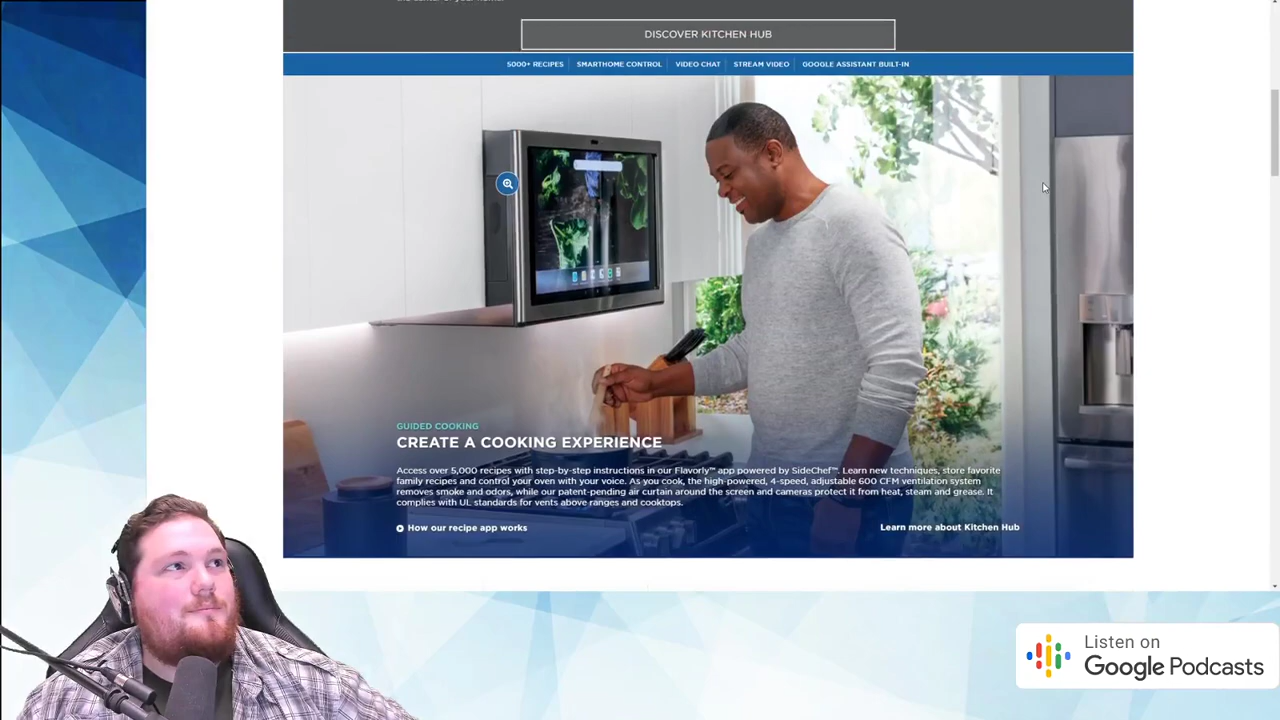 DISCOVER KITCHEN HUB
5000+ RECIPES SMARTHOME CONTROL VIDEO CHAT STREAM VIDEO GOOGLE ASSISTANT BUILT-IN
GUIDED COOKING
CREATE A COOKING EXPERIENCE
Access over 5,000 recipes with step-by-step instructions in our Flavorly™ app powered by SideChef™. Learn new techniques, store favorite
family recipes and control your oven with your voice. As you cook, the high-powered, 4-speed, adjustable 600 CFM ventilation system
removes smoke and odors, while our patent-pending air curtain around the screen and cameras protect it from heat, steam and grease. It
complies with UL standards for vents above ranges and cooktops.
How our recipe app works
Learn more about Kitchen Hub
Listen on
Google Podcasts